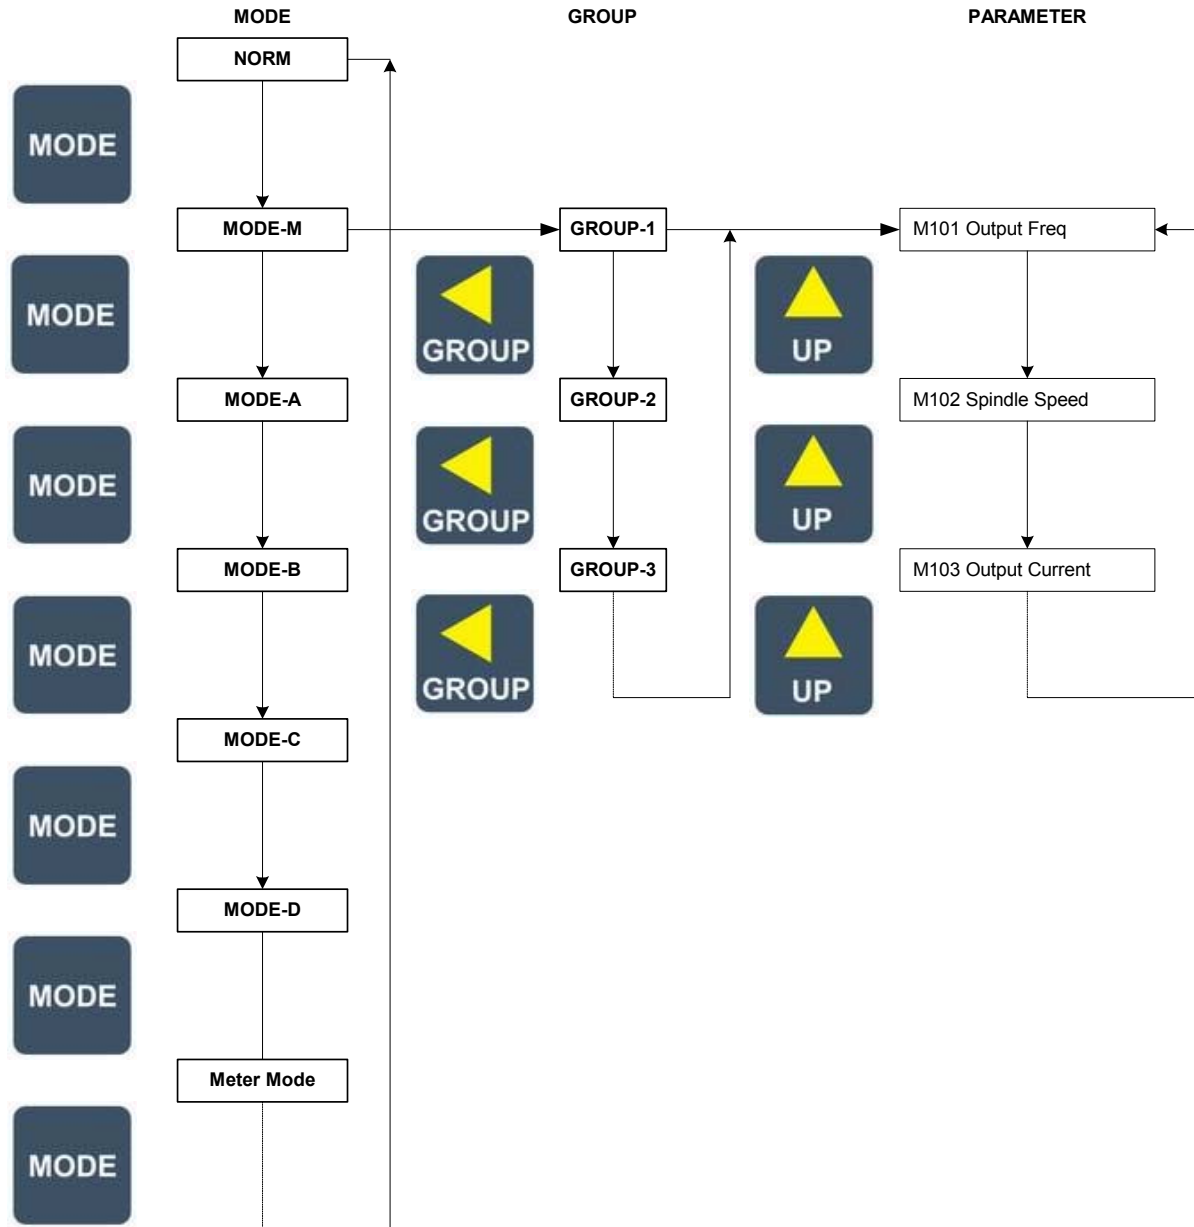 MODE GROUP PARAMETER
NORM
MODE
MODE-M GROUP-1 M101 Output Freq
MODE GROUP UP
MODE-A GROUP-2 M102 Spindle Speed
MODE GROUP UP
MODE-B GROUP-3 M103 Output Current
MODE GROUP UP
MODE-C
MODE
MODE-D
MODE
Meter Mode
MODE